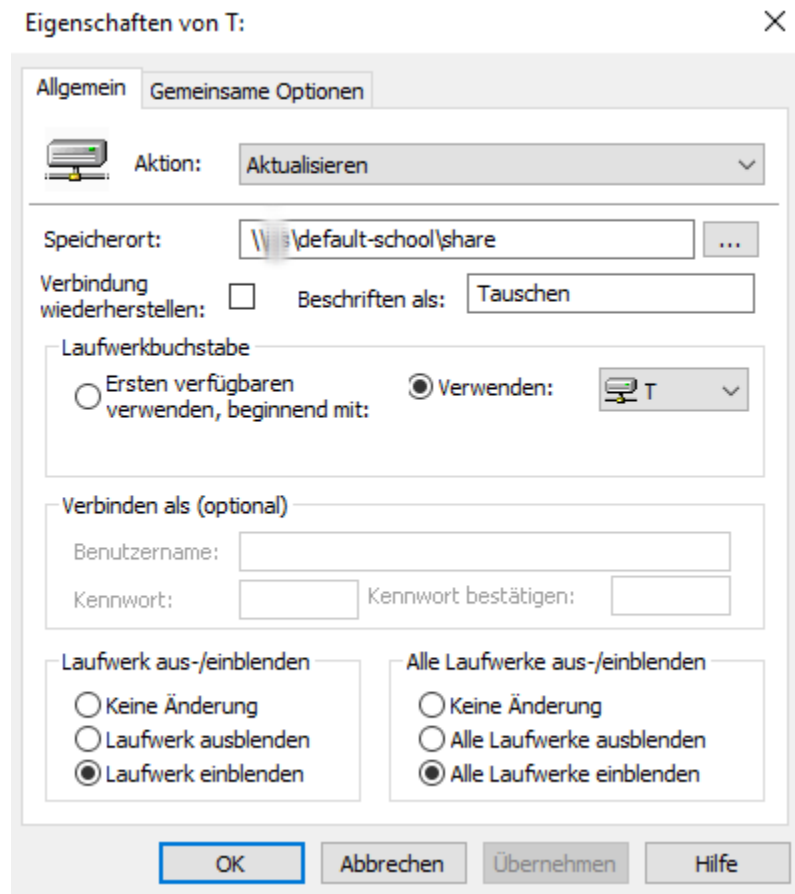 Eigenschaften von T:
Allgemein
Gemeinsame Optionen
Aktion:
Aktualisieren
Speicherort:
\default-school\share
...
Verbindung
wiederherstellen:
Beschriften als:
Tauschen
Laufwerkbuchstabe
Ersten verfügbaren
verwenden, beginnend mit:
Verwenden:
T
Verbinden als (optional)
Benutzername:
Kennwort:
Kennwort bestätigen:
Laufwerk aus-/einblenden
Keine Änderung
Laufwerk ausblenden
Laufwerk einblenden
Alle Laufwerke aus-/einblenden
Keine Änderung
Alle Laufwerke ausblenden
Alle Laufwerke einblenden
OK
Abbrechen
Übernehmen
Hilfe